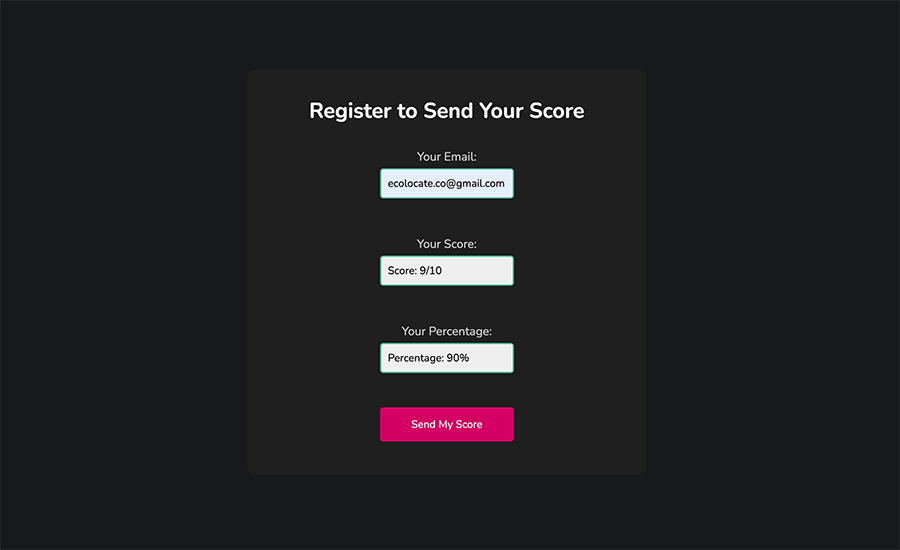 Register to Send Your Score
Your Email:
ecolocate.co@gmail.com
Your Score:
Score: 9/10
Your Percentage:
Percentage: 90%
Send My Score